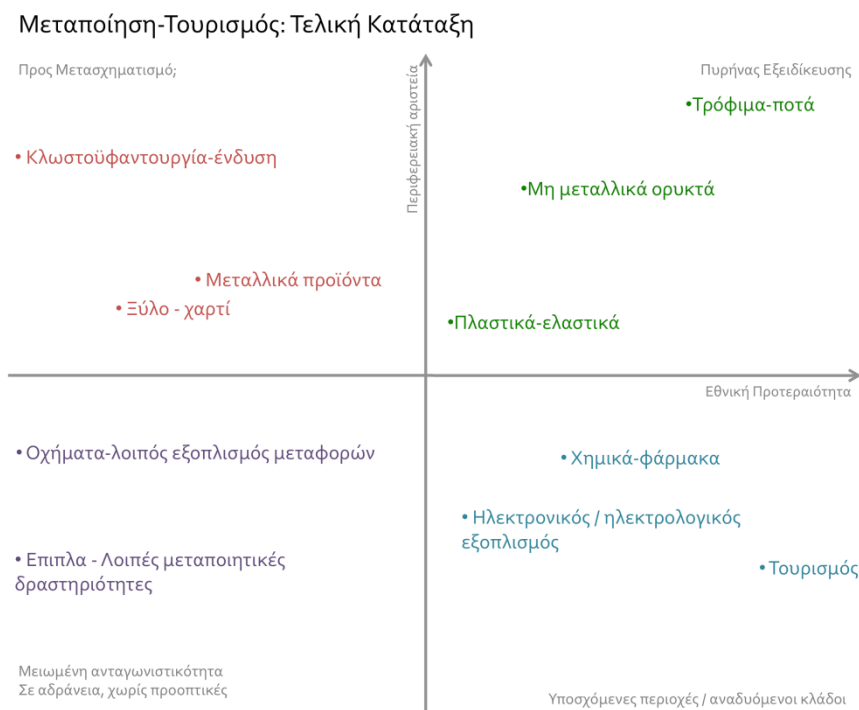 Μεταποίηση-Τουρισμός: Τελική Κατάταξη
Προς Μετασχηματισμό;
Πυρήνας Εξειδίκευσης
Περιφερειακή αριστεία
•Τρόφιμα-ποτά
• Κλωστοϋφαντουργία-ένδυση
•Μη μεταλλικά ορυκτά
• Μεταλλικά προϊόντα
• Ξύλο - χαρτί
•Πλαστικά-ελαστικά
Εθνική Προτεραιότητα
• Οχήματα-λοιπός εξοπλισμός μεταφορών
• Χημικά-φάρμακα
• Ηλεκτρονικός / ηλεκτρολογικός
εξοπλισμός
• Επιπλα - Λοιπές μεταποιητικές
δραστηριότητες
• Τουρισμός
Μειωμένη ανταγωνιστικότητα
Σε αδράνεια, χωρίς προοπτικές
Υποσχόμενες περιοχές / αναδυόμενοι κλάδοι